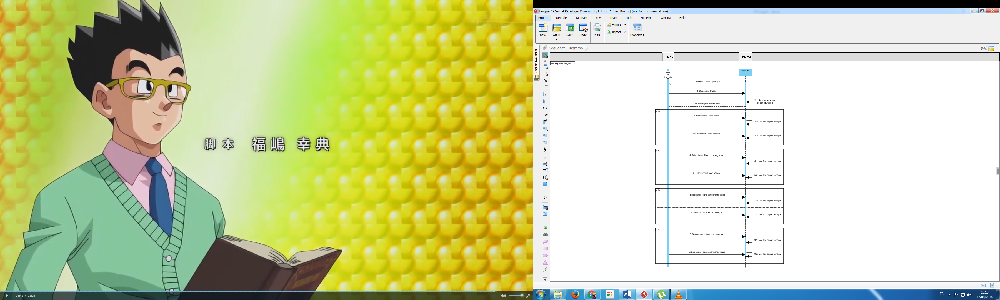 脚本 福嶋 幸典
21:48 / 23:24
tanque * - Visual Paradigm Community Edition[Adrian Bustos] (not for commercial use)
Project UeXceler Diagram View Team Tools Modeling Window Help
New Open Save Close Print Export Import Properties
Sequence Diagram6
Diagram Navigator
Usuario Sistema
sd Sequence Diagram6
Usuario
Sistema
1: Muestra pantalla principal
2: Selecciona Capas
2.1: Recupera valores
de configuración
2.2: Muestra opciones de capa
alt
3: Seleccionar Plano calles
3.1: Modifica capa de mapa
4: Seleccionar Plano satelite
3.2: Modifica capa de mapa
alt
5: Seleccionar Plano por categorias
5.1: Modifica capa de mapa
6: Seleccionar Plano básico
5.2: Modifica capa de mapa
alt
7: Seleccionar Plano por denominación
7.1: Modifica capa de mapa
8: Seleccionar Plano por código
7.2: Modifica capa de mapa
alt
9: Seleccionar activar iconos mapa
9.1: Modifica capa de mapa
10: Seleccionar desactivar iconos mapa
9.2: Modifica capa de mapa
ES
23:18
07/08/2016